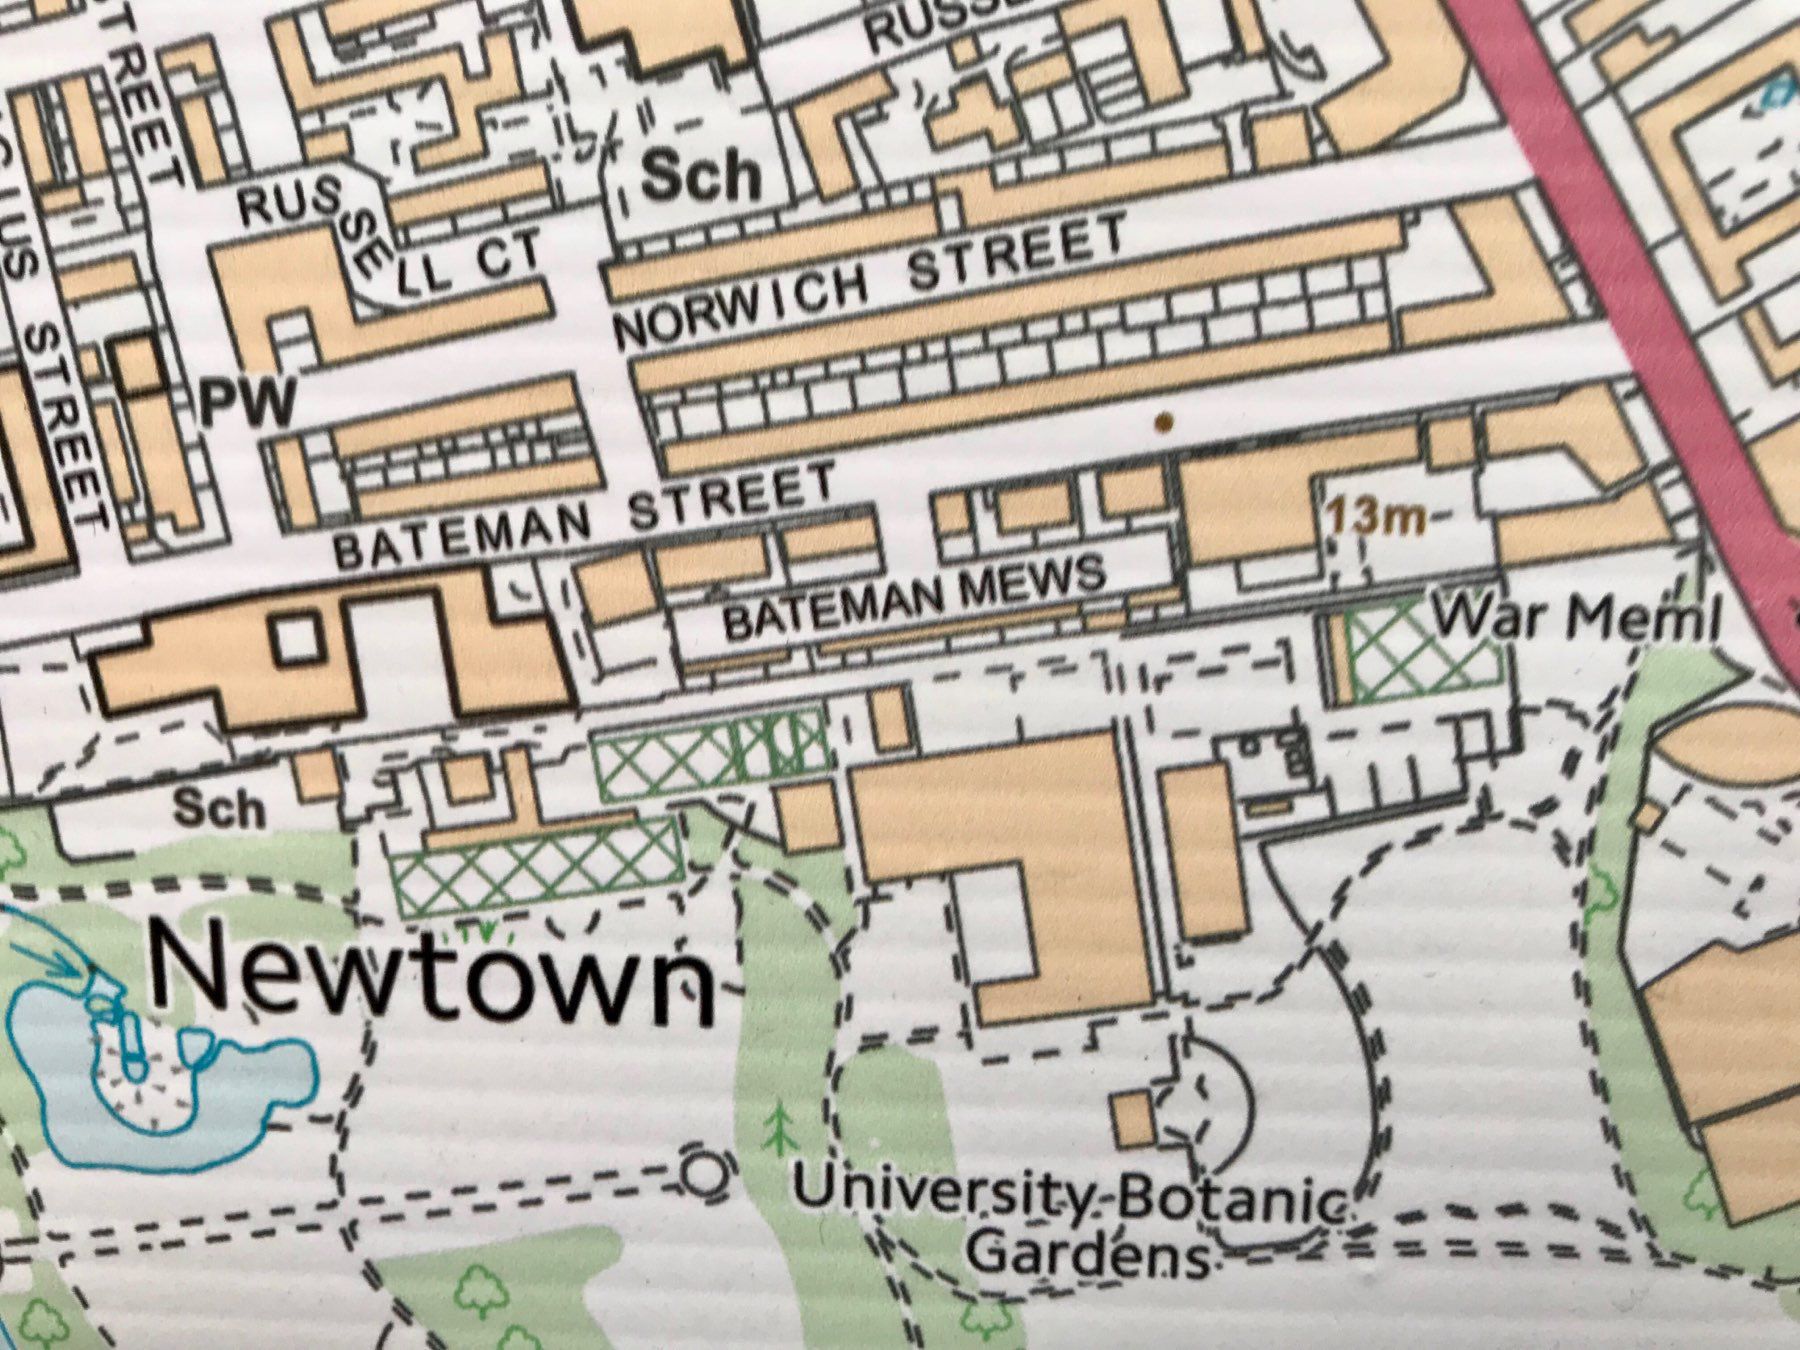 STREET
RUSSELL CT
Sch
NORWICH STREET
STREET
PW
BATEMAN STREET
13m
BATEMAN MEWS
War Meml
Sch
Newtown
University Botanic
Gardens